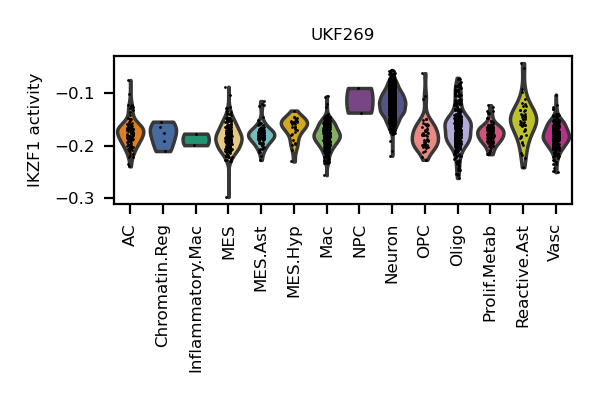 UKF269
IKZF1 activity
−0.1
−0.2
−0.3
AC
Chromatin.Reg
Inflammatory.Mac
MES
MES.Ast
MES.Hyp
Mac
NPC
Neuron
OPC
Oligo
Prolif.Metab
Reactive.Ast
Vasc